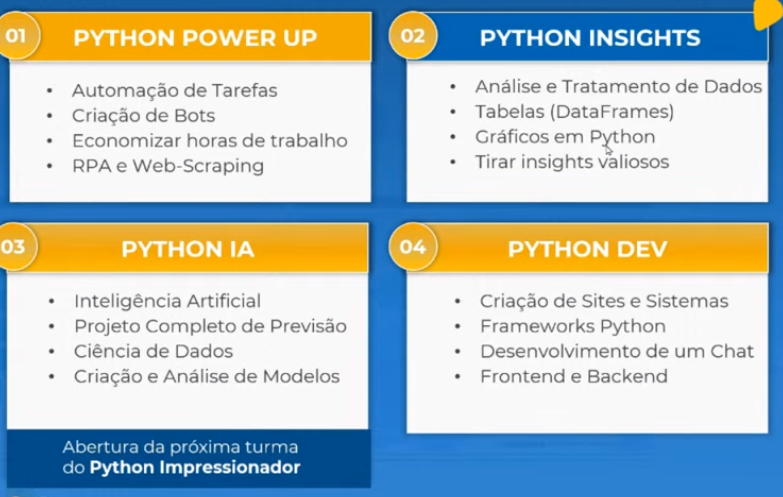 01 PYTHON POWER UP
• Automação de Tarefas
• Criação de Bots
• Economizar horas de trabalho
• RPA e Web-Scraping
02 PYTHON INSIGHTS
• Análise e Tratamento de Dados
• Tabelas (DataFrames)
• Gráficos em Python
• Tirar insights valiosos
03 PYTHON IA
• Inteligência Artificial
• Projeto Completo de Previsão
• Ciência de Dados
• Criação e Análise de Modelos
Abertura da próxima turma
do Python Impressionador
04 PYTHON DEV
• Criação de Sites e Sistemas
• Frameworks Python
• Desenvolvimento de um Chat
• Frontend e Backend